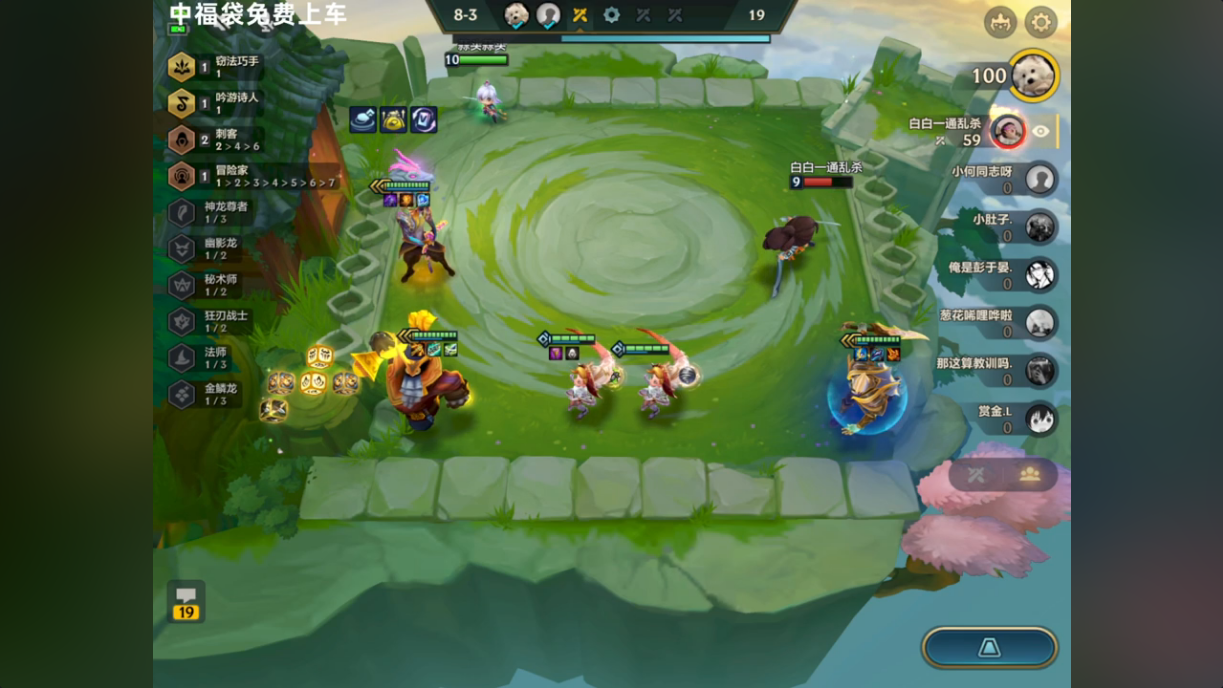 中福袋免费上车
8-3
19
10
100
1 窃法巧手
1
白白一通乱杀
59
1 吟游诗人
1
2 刺客
2>4>6
白白一通乱杀
9
小何同志呀
0
1 冒险家
1>2>3>4>5>6>7
神龙尊者
1/3
小肚子.
0
幽影龙
1/2
俺是彭于晏.
0
秘术师
1/2
葱花唏哩哗啦
0
狂刃战士
1/2
法师
1/3
那这算教训吗.
0
金鳞龙
1/3
赏金.L
0
19